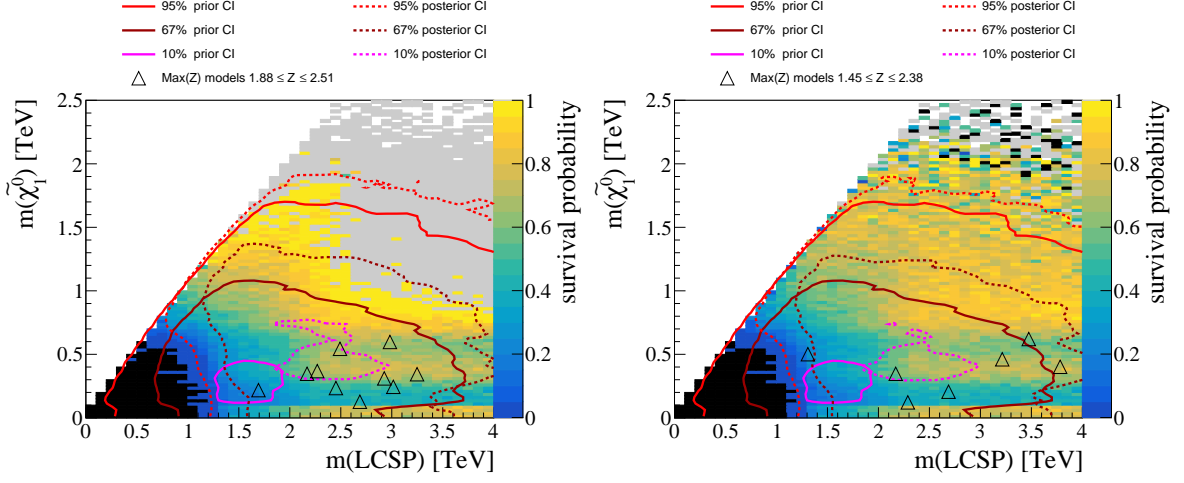 95% prior CI 95% posterior CI
67% prior CI 67% posterior CI
10% prior CI 10% posterior CI
Max(Z) models 1.88 ≤ Z ≤ 2.51
m(χ̃₁⁰) [TeV]
2.5
2
1.5
1
0.5
0
0 0.5 1 1.5 2 2.5 3 3.5 4
m(LCSP) [TeV]
1
0.8
0.6
0.4
0.2
0
survival probability
95% prior CI 95% posterior CI
67% prior CI 67% posterior CI
10% prior CI 10% posterior CI
Max(Z) models 1.45 ≤ Z ≤ 2.38
m(χ̃₁⁰) [TeV]
2.5
2
1.5
1
0.5
0
0 0.5 1 1.5 2 2.5 3 3.5 4
m(LCSP) [TeV]
1
0.8
0.6
0.4
0.2
0
survival probability